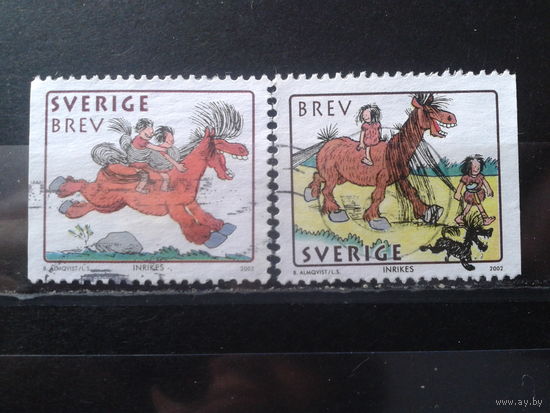 SVERIGE
BREV
B. ALMQVIST/L.S. INRIKES 2002
BREV
SVERIGE
B. ALMQVIST/L.S. INRIKES 2002
www.ay.by